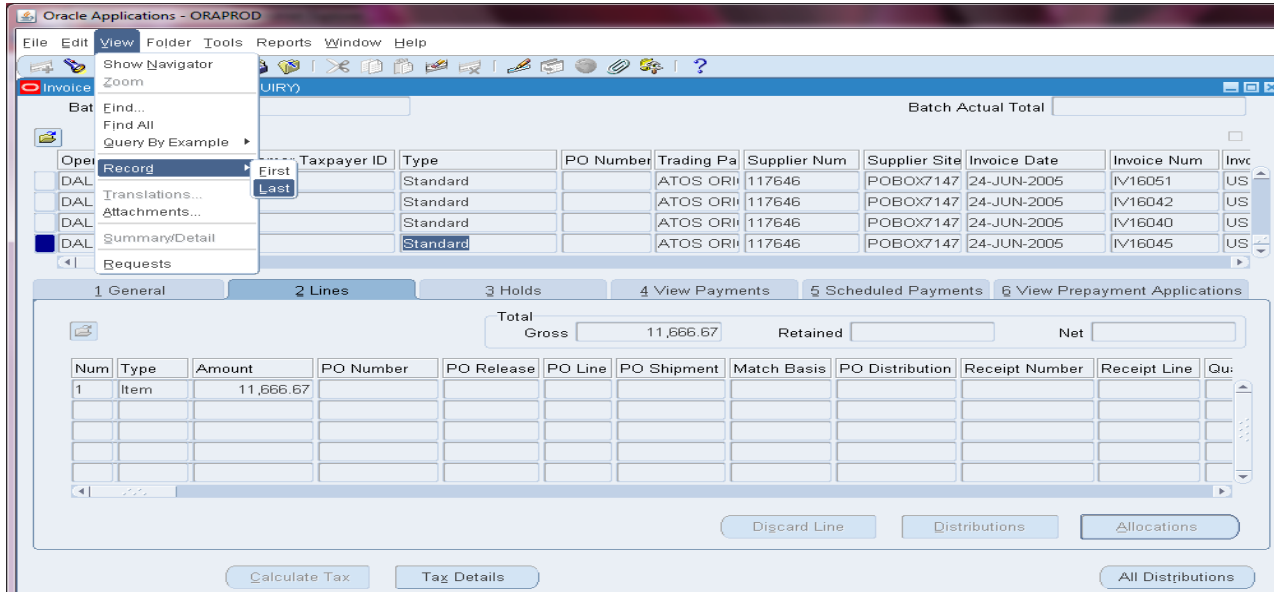 Oracle Applications - ORAPROD
File Edit View Folder Tools Reports Window Help
Show Navigator
Zoom
Find...
Find All
Query By Example
Record
First
Last
Translations...
Attachments...
Summary/Detail
Requests
Invoice UIRY)
Bat Batch Actual Total
Oper Taxpayer ID Type PO Number Trading Pa Supplier Num Supplier Site Invoice Date Invoice Num Invo
DAL Standard ATOS ORI 117646 POBOX7147 24-JUN-2005 IV16051 US
DAL Standard ATOS ORI 117646 POBOX7147 24-JUN-2005 IV16042 US
DAL Standard ATOS ORI 117646 POBOX7147 24-JUN-2005 IV16040 US
DAL Standard ATOS ORI 117646 POBOX7147 24-JUN-2005 IV16045 US
1 General 2 Lines 3 Holds 4 View Payments 5 Scheduled Payments 6 View Prepayment Applications
Total
Gross 11,666.67 Retained Net
Num Type Amount PO Number PO Release PO Line PO Shipment Match Basis PO Distribution Receipt Number Receipt Line Qua
1 Item 11,666.67
Discard Line Distributions Allocations
Calculate Tax Tax Details All Distributions